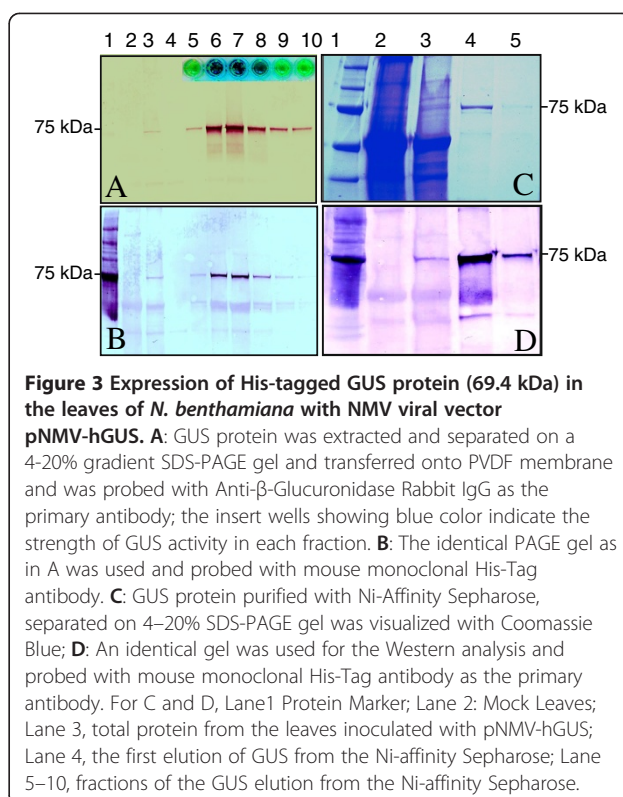 1 2 3 4 5 6 7 8 9 10 1 2 3 4 5
75 kDa
75 kDa
A
C
75 kDa
75 kDa
B
D
Figure 3 Expression of His-tagged GUS protein (69.4 kDa) in
the leaves of N. benthamiana with NMV viral vector
pNMV-hGUS. A: GUS protein was extracted and separated on a
4-20% gradient SDS-PAGE gel and transferred onto PVDF membrane
and was probed with Anti-β-Glucuronidase Rabbit IgG as the
primary antibody; the insert wells showing blue color indicate the
strength of GUS activity in each fraction. B: The identical PAGE gel as
in A was used and probed with mouse monoclonal His-Tag
antibody. C: GUS protein purified with Ni-Affinity Sepharose,
separated on 4–20% SDS-PAGE gel was visualized with Coomassie
Blue; D: An identical gel was used for the Western analysis and
probed with mouse monoclonal His-Tag antibody as the primary
antibody. For C and D, Lane1 Protein Marker; Lane 2: Mock Leaves;
Lane 3, total protein from the leaves inoculated with pNMV-hGUS;
Lane 4, the first elution of GUS from the Ni-affinity Sepharose; Lane
5–10, fractions of the GUS elution from the Ni-affinity Sepharose.